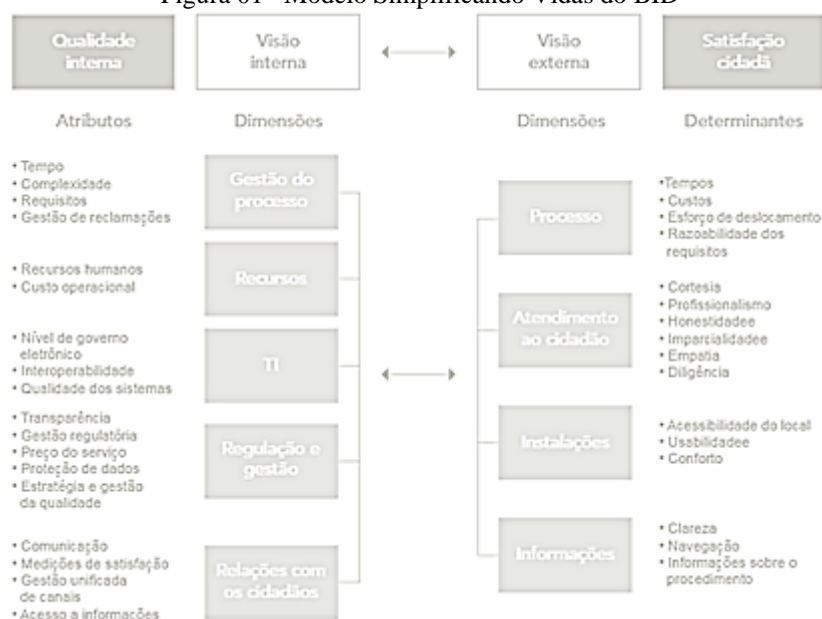 Figura 01 - Modelo Simplificando Vidas do BID
Qualidade
interna
Visão
interna
Visão
externa
Satisfação
cidadã
Atributos
Dimensões
Dimensões
Determinantes
• Tempo
• Complexidade
• Requisitos
• Gestão de reclamações
Gestão do
processo
• Recursos humanos
• Custo operacional
Recursos
• Nível de governo
eletrônico
• Interoperabilidade
• Qualidade dos sistemas
TI
• Transparência
• Gestão regulatória
• Preço do serviço
• Proteção de dados
• Estratégia e gestão
da qualidade
Regulação e
gestão
• Comunicação
• Medições de satisfação
• Gestão unificada
de canais
• Acesso a informações
Relações com
os cidadãos
Processo
•Tempos
• Custos
• Esforço de deslocamento
• Razoabilidade dos
requisitos
Atendimento
ao cidadão
• Cortesia
• Profissionalismo
• Honestidadee
• Imparcialidadee
• Empatia
• Diligência
Instalações
• Acessibilidade do local
• Usabilidadee
• Conforto
Informações
• Clareza
• Navegação
• Informações sobre o
procedimento